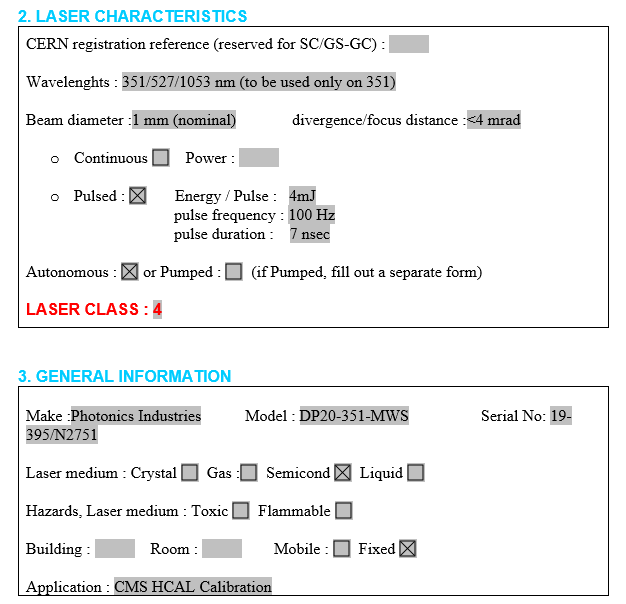 2. LASER CHARACTERISTICS
CERN registration reference (reserved for SC/GS-GC) :
Wavelenghts : 351/527/1053 nm (to be used only on 351)
Beam diameter :1 mm (nominal) divergence/focus distance :<4 mrad
o Continuous ☐ Power :
o Pulsed : ☒ Energy / Pulse : 4mJ
pulse frequency : 100 Hz
pulse duration : 7 nsec
Autonomous : ☒ or Pumped : ☐ (if Pumped, fill out a separate form)
LASER CLASS : 4
3. GENERAL INFORMATION
Make :Photonics Industries Model : DP20-351-MWS Serial No: 19-
395/N2751
Laser medium : Crystal ☐ Gas :☐ Semicond ☒ Liquid ☐
Hazards, Laser medium : Toxic ☐ Flammable ☐
Building : Room : Mobile : ☐ Fixed ☒
Application : CMS HCAL Calibration